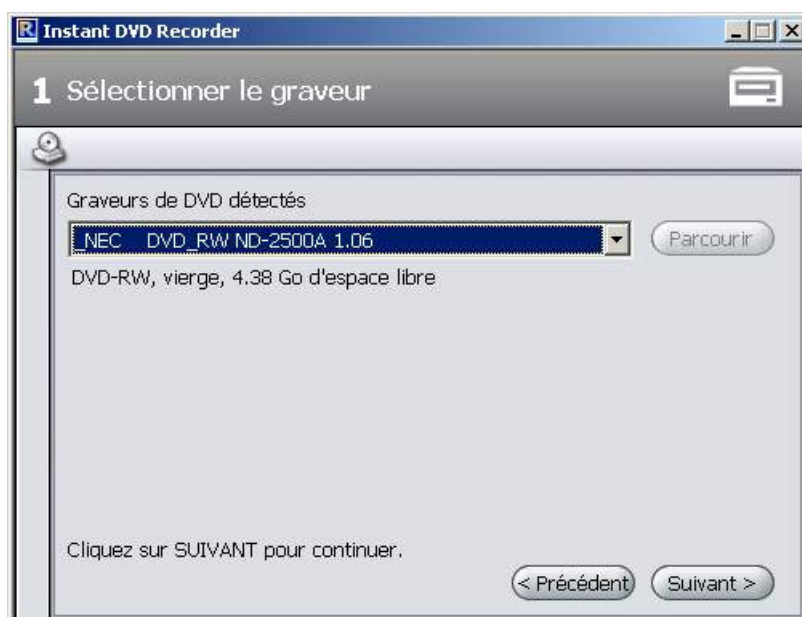 Instant DVD Recorder
1 Sélectionner le graveur
Graveurs de DVD détectés
_NEC DVD_RW ND-2500A 1.06
Parcourir
DVD-RW, vierge, 4.38 Go d'espace libre
Cliquez sur SUIVANT pour continuer.
< Précédent Suivant >